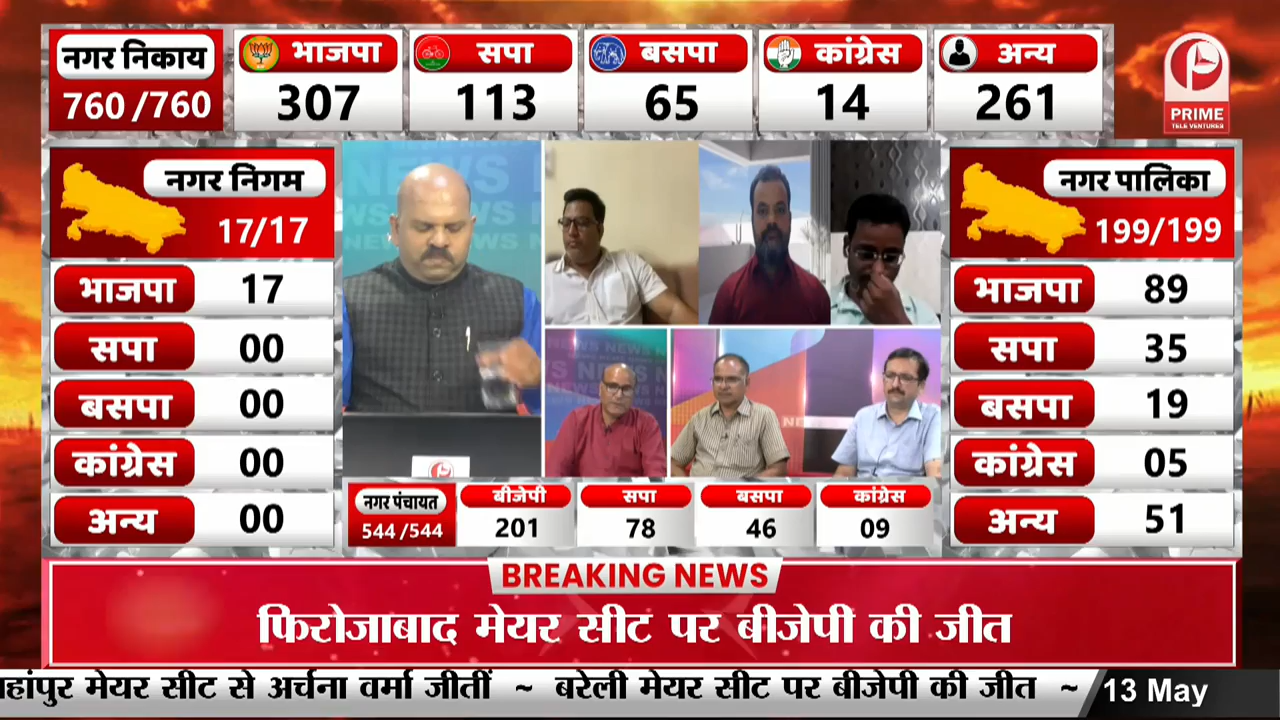 नगर निकाय
760 /760
भाजपा
307
सपा
113
बसपा
65
कांग्रेस
14
अन्य
261
PRIME
TELE VENTURES
नगर निगम
17/17
भाजपा 17
सपा 00
बसपा 00
कांग्रेस 00
अन्य 00
NEWS
नगर पालिका
199/199
भाजपा 89
सपा 35
बसपा 19
कांग्रेस 05
अन्य 51
नगर पंचायत
544/544
बीजेपी
201
सपा
78
बसपा
46
कांग्रेस
09
BREAKING NEWS
फिरोजाबाद मेयर सीट पर बीजेपी की जीत
हांपुर मेयर सीट से अर्चना वर्मा जीतीं ~ बरेली मेयर सीट पर बीजेपी की जीत ~
13 May